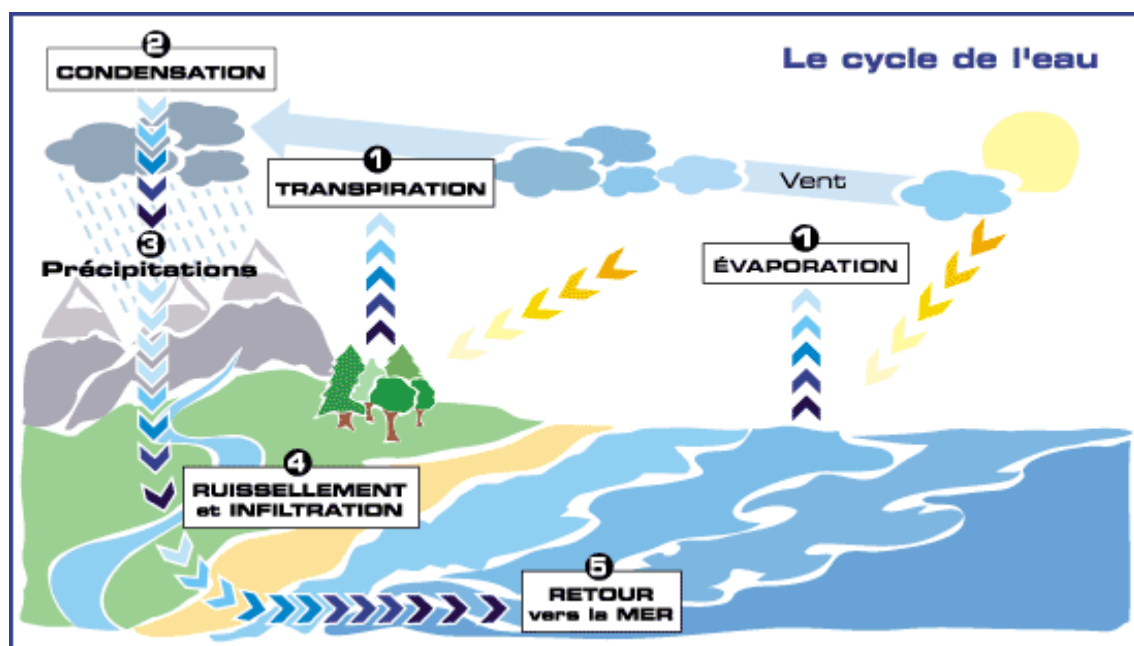 Le cycle de l'eau
2
CONDENSATION
1
TRANSPIRATION
Vent
1
ÉVAPORATION
3
Précipitations
4
RUISSELLEMENT
et INFILTRATION
5
RETOUR
vers la MER